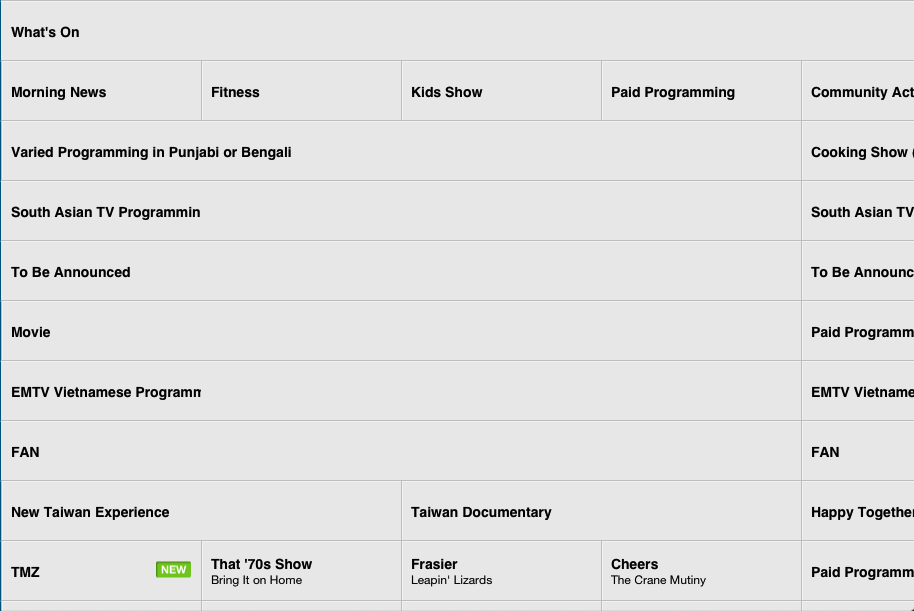 What's On
Morning News Fitness Kids Show Paid Programming Community Act
Varied Programming in Punjabi or Bengali Cooking Show
South Asian TV Programmin South Asian TV
To Be Announced To Be Announc
Movie Paid Programm
EMTV Vietnamese Program EMTV Vietname
FAN FAN
New Taiwan Experience Taiwan Documentary Happy Together
TMZ NEW That '70s Show Frasier Cheers Paid Programm
Bring It on Home Leapin' Lizards The Crane Mutiny